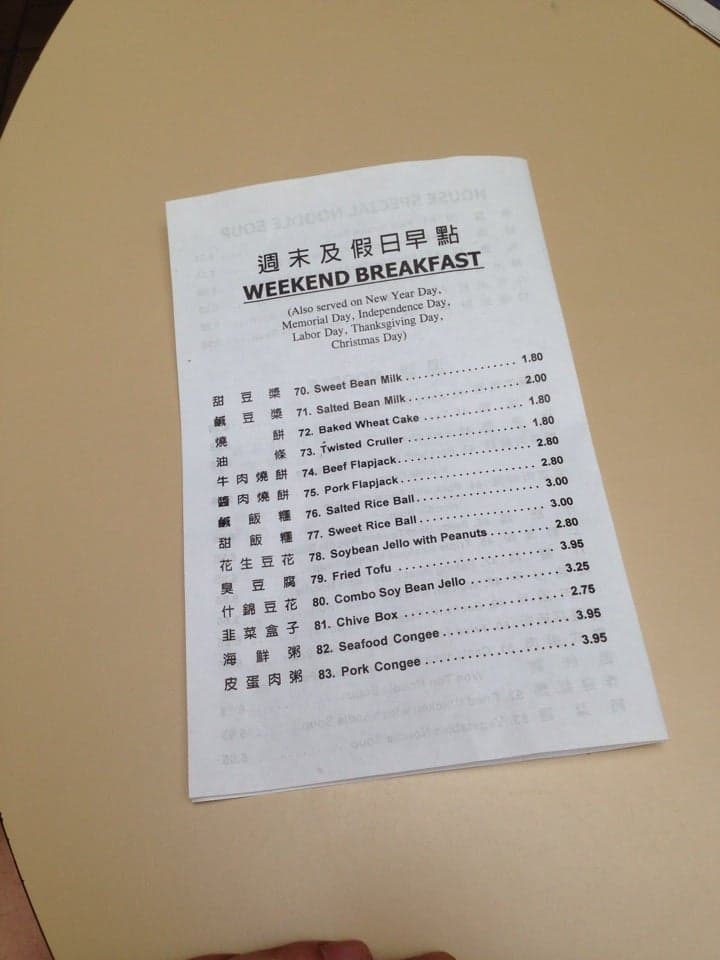 週末及假日早點
WEEKEND BREAKFAST
(Also served on New Year Day,
Memorial Day, Independence Day,
Labor Day, Thanksgiving Day,
Christmas Day)
甜豆漿 70. Sweet Bean Milk 1.80
鹹豆漿 71. Salted Bean Milk 2.00
燒餅 72. Baked Wheat Cake 1.80
油條 73. Twisted Cruller 1.80
牛肉燒餅 74. Beef Flapjack 2.80
醬肉燒餅 75. Pork Flapjack 2.80
鹹飯糰 76. Salted Rice Ball 3.00
甜飯糰 77. Sweet Rice Ball 3.00
花生豆花 78. Soybean Jello with Peanuts 2.80
臭豆腐 79. Fried Tofu 3.95
什錦豆花 80. Combo Soy Bean Jello 3.25
韭菜盒子 81. Chive Box 2.75
海鮮粥 82. Seafood Congee 3.95
皮蛋肉粥 83. Pork Congee 3.95